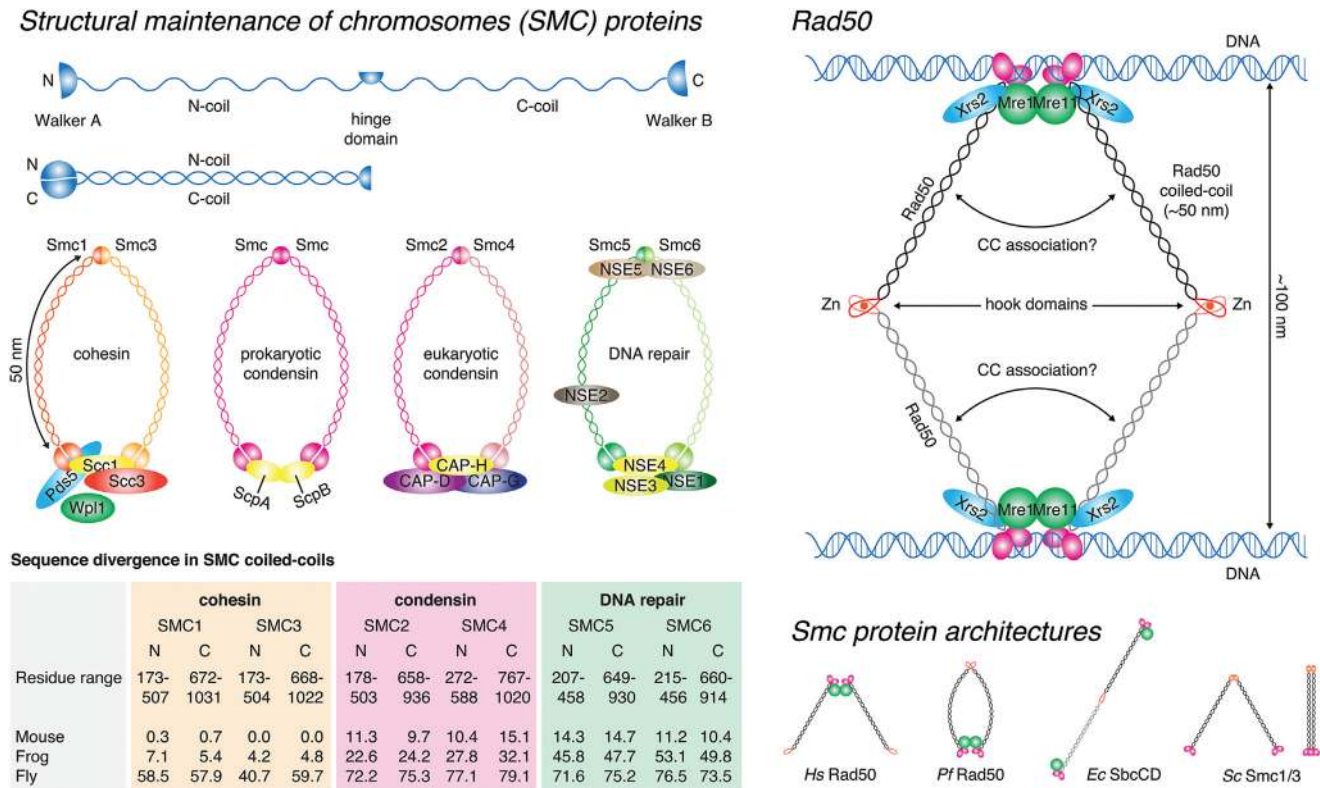 Structural maintenance of chromosomes (SMC) proteins
N
C
N-coil
C-coil
Walker A
hinge
domain
Walker B
N
N-coil
C
C-coil
Smc1 Smc3
50 nm
cohesin
Pds5
Scc1
Scc3
Wpl1
Smc Smc
prokaryotic
condensin
ScpA
ScpB
Smc2 Smc4
eukaryotic
condensin
CAP-H
CAP-D
CAP-G
Smc5 Smc6
NSE5
NSE6
DNA repair
NSE2
NSE4
NSE3
NSE1
Sequence divergence in SMC coiled-coils
cohesin condensin DNA repair
SMC1 SMC3 SMC2 SMC4 SMC5 SMC6
N C N C N C N C N C N C
Residue range 173- 672- 173- 668- 178- 658- 272- 767- 207- 649- 215- 660-
507 1031 504 1022 503 936 588 1020 458 930 456 914
Mouse 0.3 0.7 0.0 0.0 11.3 9.7 10.4 15.1 14.3 14.7 11.2 10.4
Frog 7.1 5.4 4.2 4.8 22.6 24.2 27.8 32.1 45.8 47.7 53.1 49.8
Fly 58.5 57.9 40.7 59.7 72.2 75.3 77.1 79.1 71.6 75.2 76.5 73.5
Rad50
DNA
Xrs2
Mre1
Mre11
Xrs2
Rad50
Rad50
coiled-coil
(~50 nm)
CC association?
Zn
hook domains
Zn
~100 nm
CC association?
Rad50
Xrs2
Mre1
Mre11
Xrs2
DNA
Smc protein architectures
Hs Rad50
Pf Rad50
Ec SbcCD
Sc Smc1/3